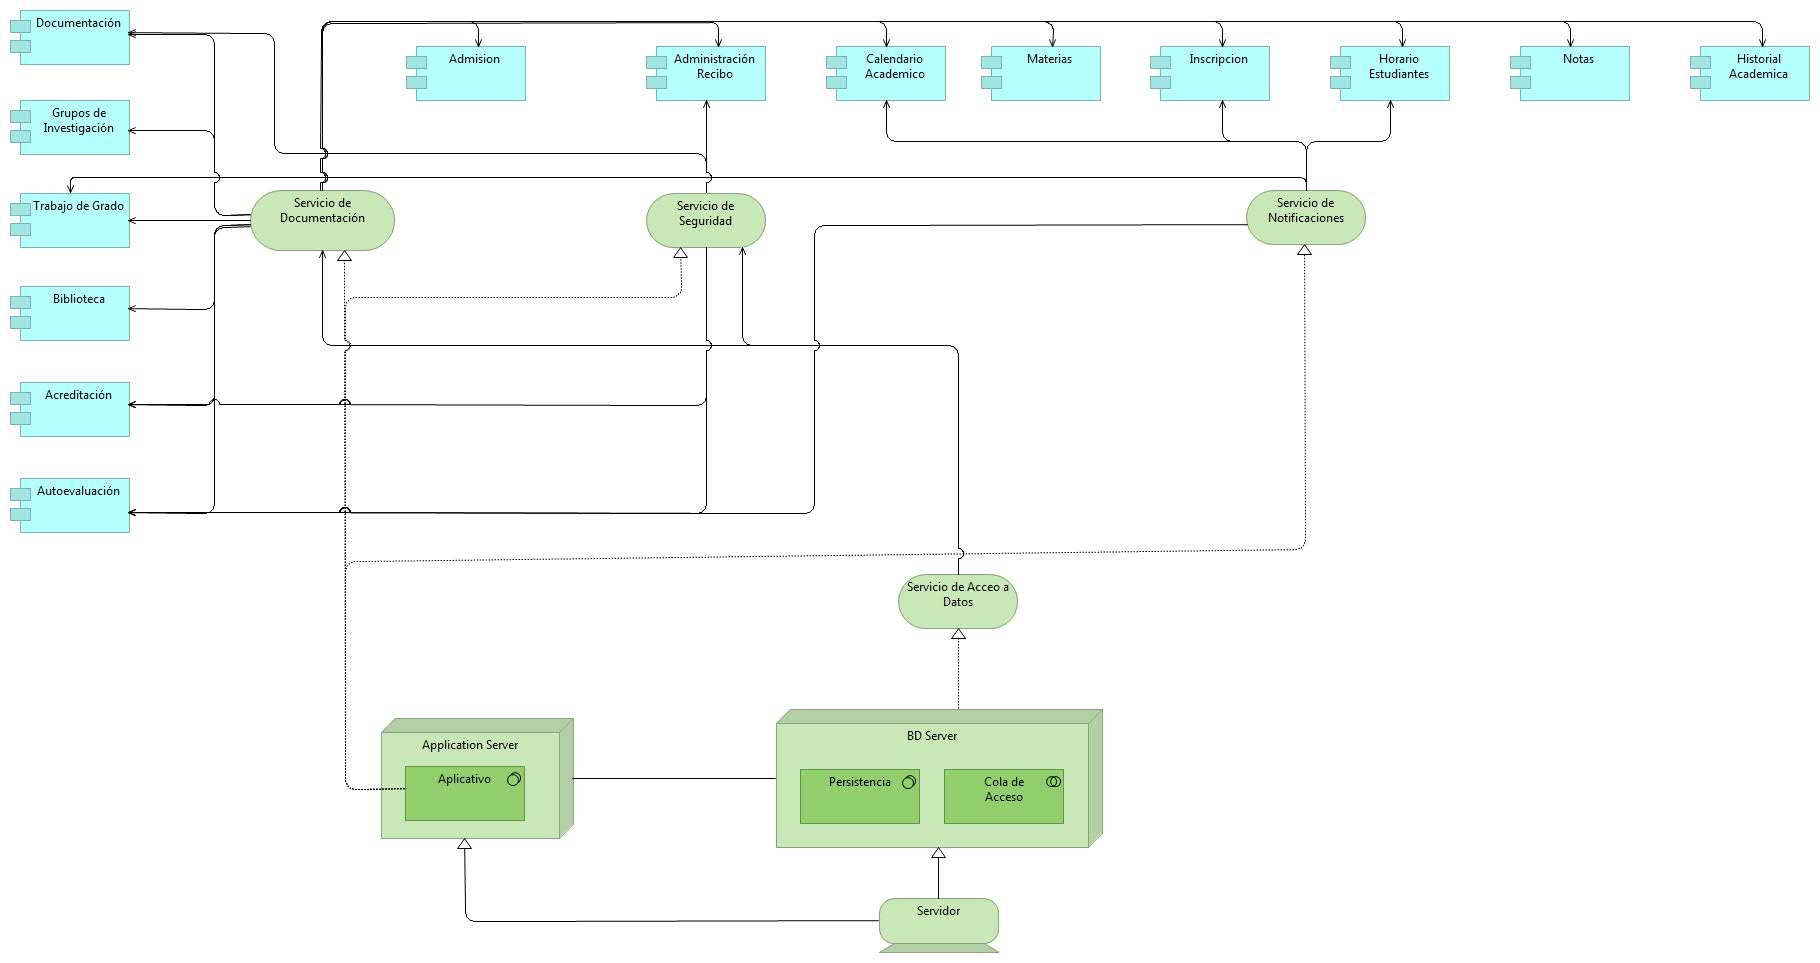 Documentación
Admision
Administración
Recibo
Calendario
Academico
Materias
Inscripcion
Horario
Estudiantes
Notas
Historial
Academica
Grupos de
Investigación
Trabajo de Grado
Servicio de
Documentación
Servicio de
Seguridad
Servicio de
Notificaciones
Biblioteca
Acreditación
Autoevaluación
Servicio de Acceo a
Datos
Application Server
Aplicativo
BD Server
Persistencia
Cola de
Acceso
Servidor